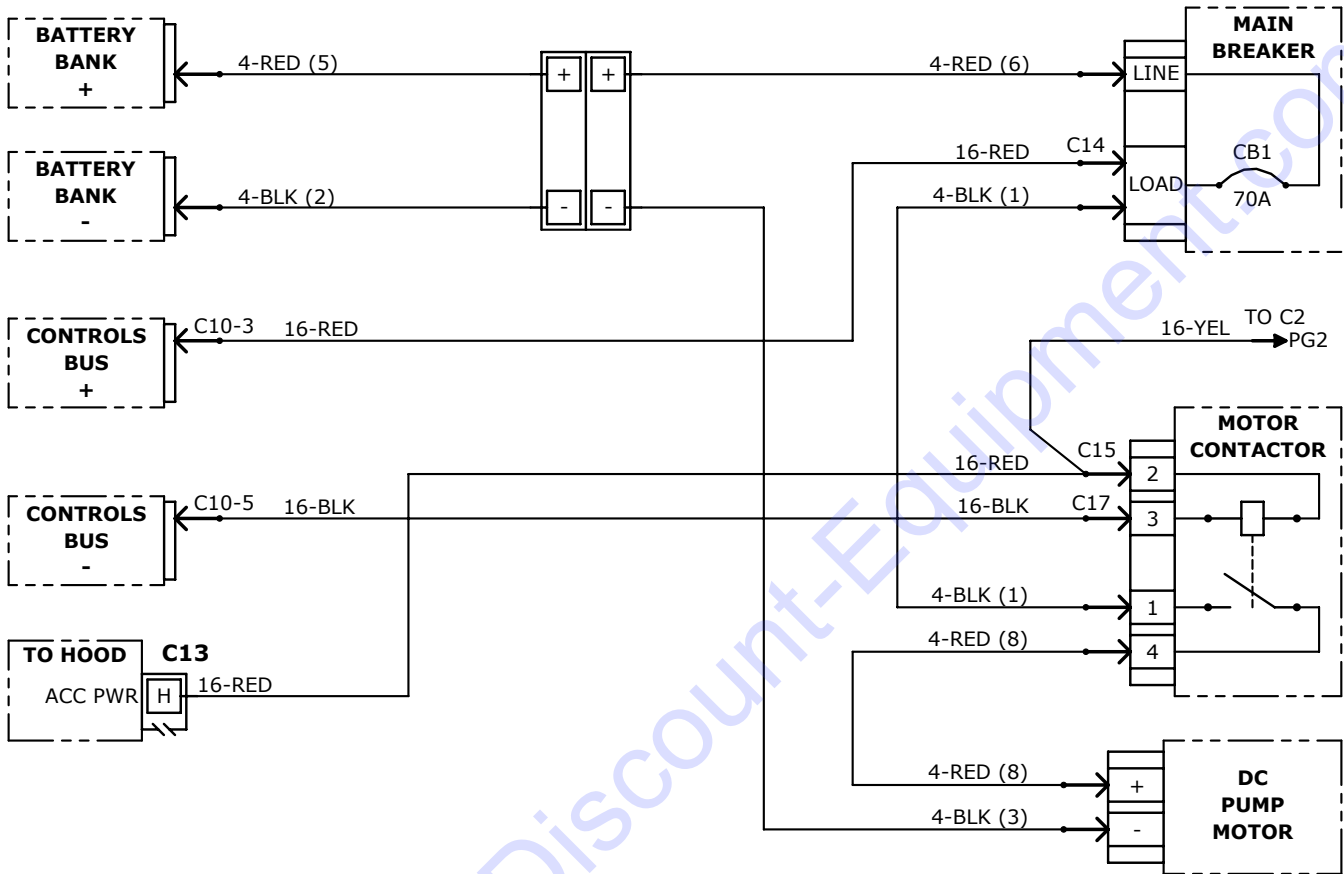 BATTERY
BANK
+
4-RED (5)
+ +
4-RED (6)
LINE
MAIN
BREAKER
BATTERY
BANK
-
4-BLK (2)
- -
16-RED
C14
4-BLK (1)
LOAD
CB1
70A
CONTROLS
BUS
+
C10-3
16-RED
16-YEL
TO C2
PG2
MOTOR
CONTACTOR
16-RED
C15
2
CONTROLS
BUS
-
C10-5
16-BLK
16-BLK
C17
3
4-BLK (1)
1
4-RED (8)
4
TO HOOD
C13
ACC PWR
H
16-RED
4-RED (8)
+
4-BLK (3)
-
DC
PUMP
MOTOR
Discount-Equipment.com